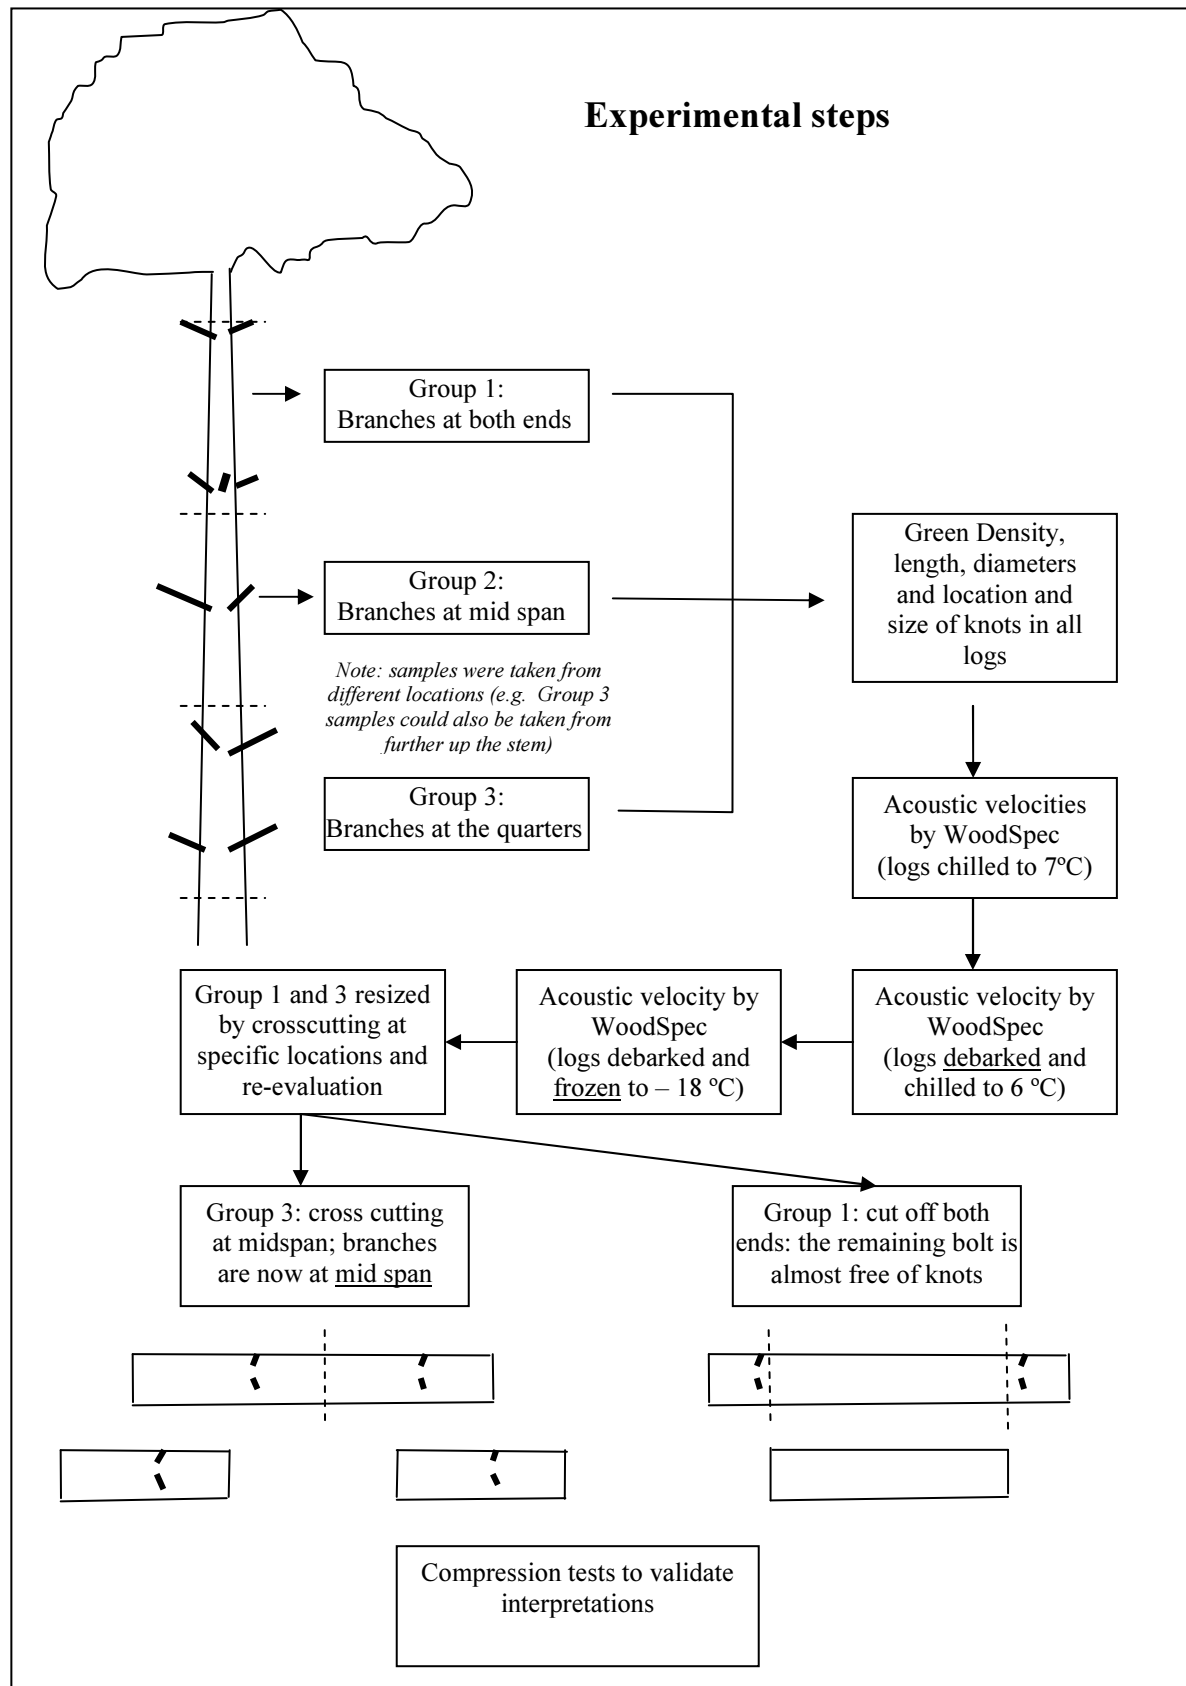 Experimental steps
Group 1:
Branches at both ends
Group 2:
Branches at mid span
Note: samples were taken from
different locations (e.g.  Group 3
samples could also be taken from
further up the stem)
Group 3:
Branches at the quarters
Green Density,
length, diameters
and location and
size of knots in all
logs
Acoustic velocities
by WoodSpec
(logs chilled to 7ºC)
Acoustic velocity by
WoodSpec
(logs debarked and
chilled to 6 ºC)
Acoustic velocity by
WoodSpec
(logs debarked and
frozen to – 18 ºC)
Group 1 and 3 resized
by crosscutting at
specific locations and
re-evaluation
Group 3: cross cutting
at midspan; branches
are now at mid span
Group 1: cut off both
ends: the remaining bolt is
almost free of knots
Compression tests to validate
interpretations